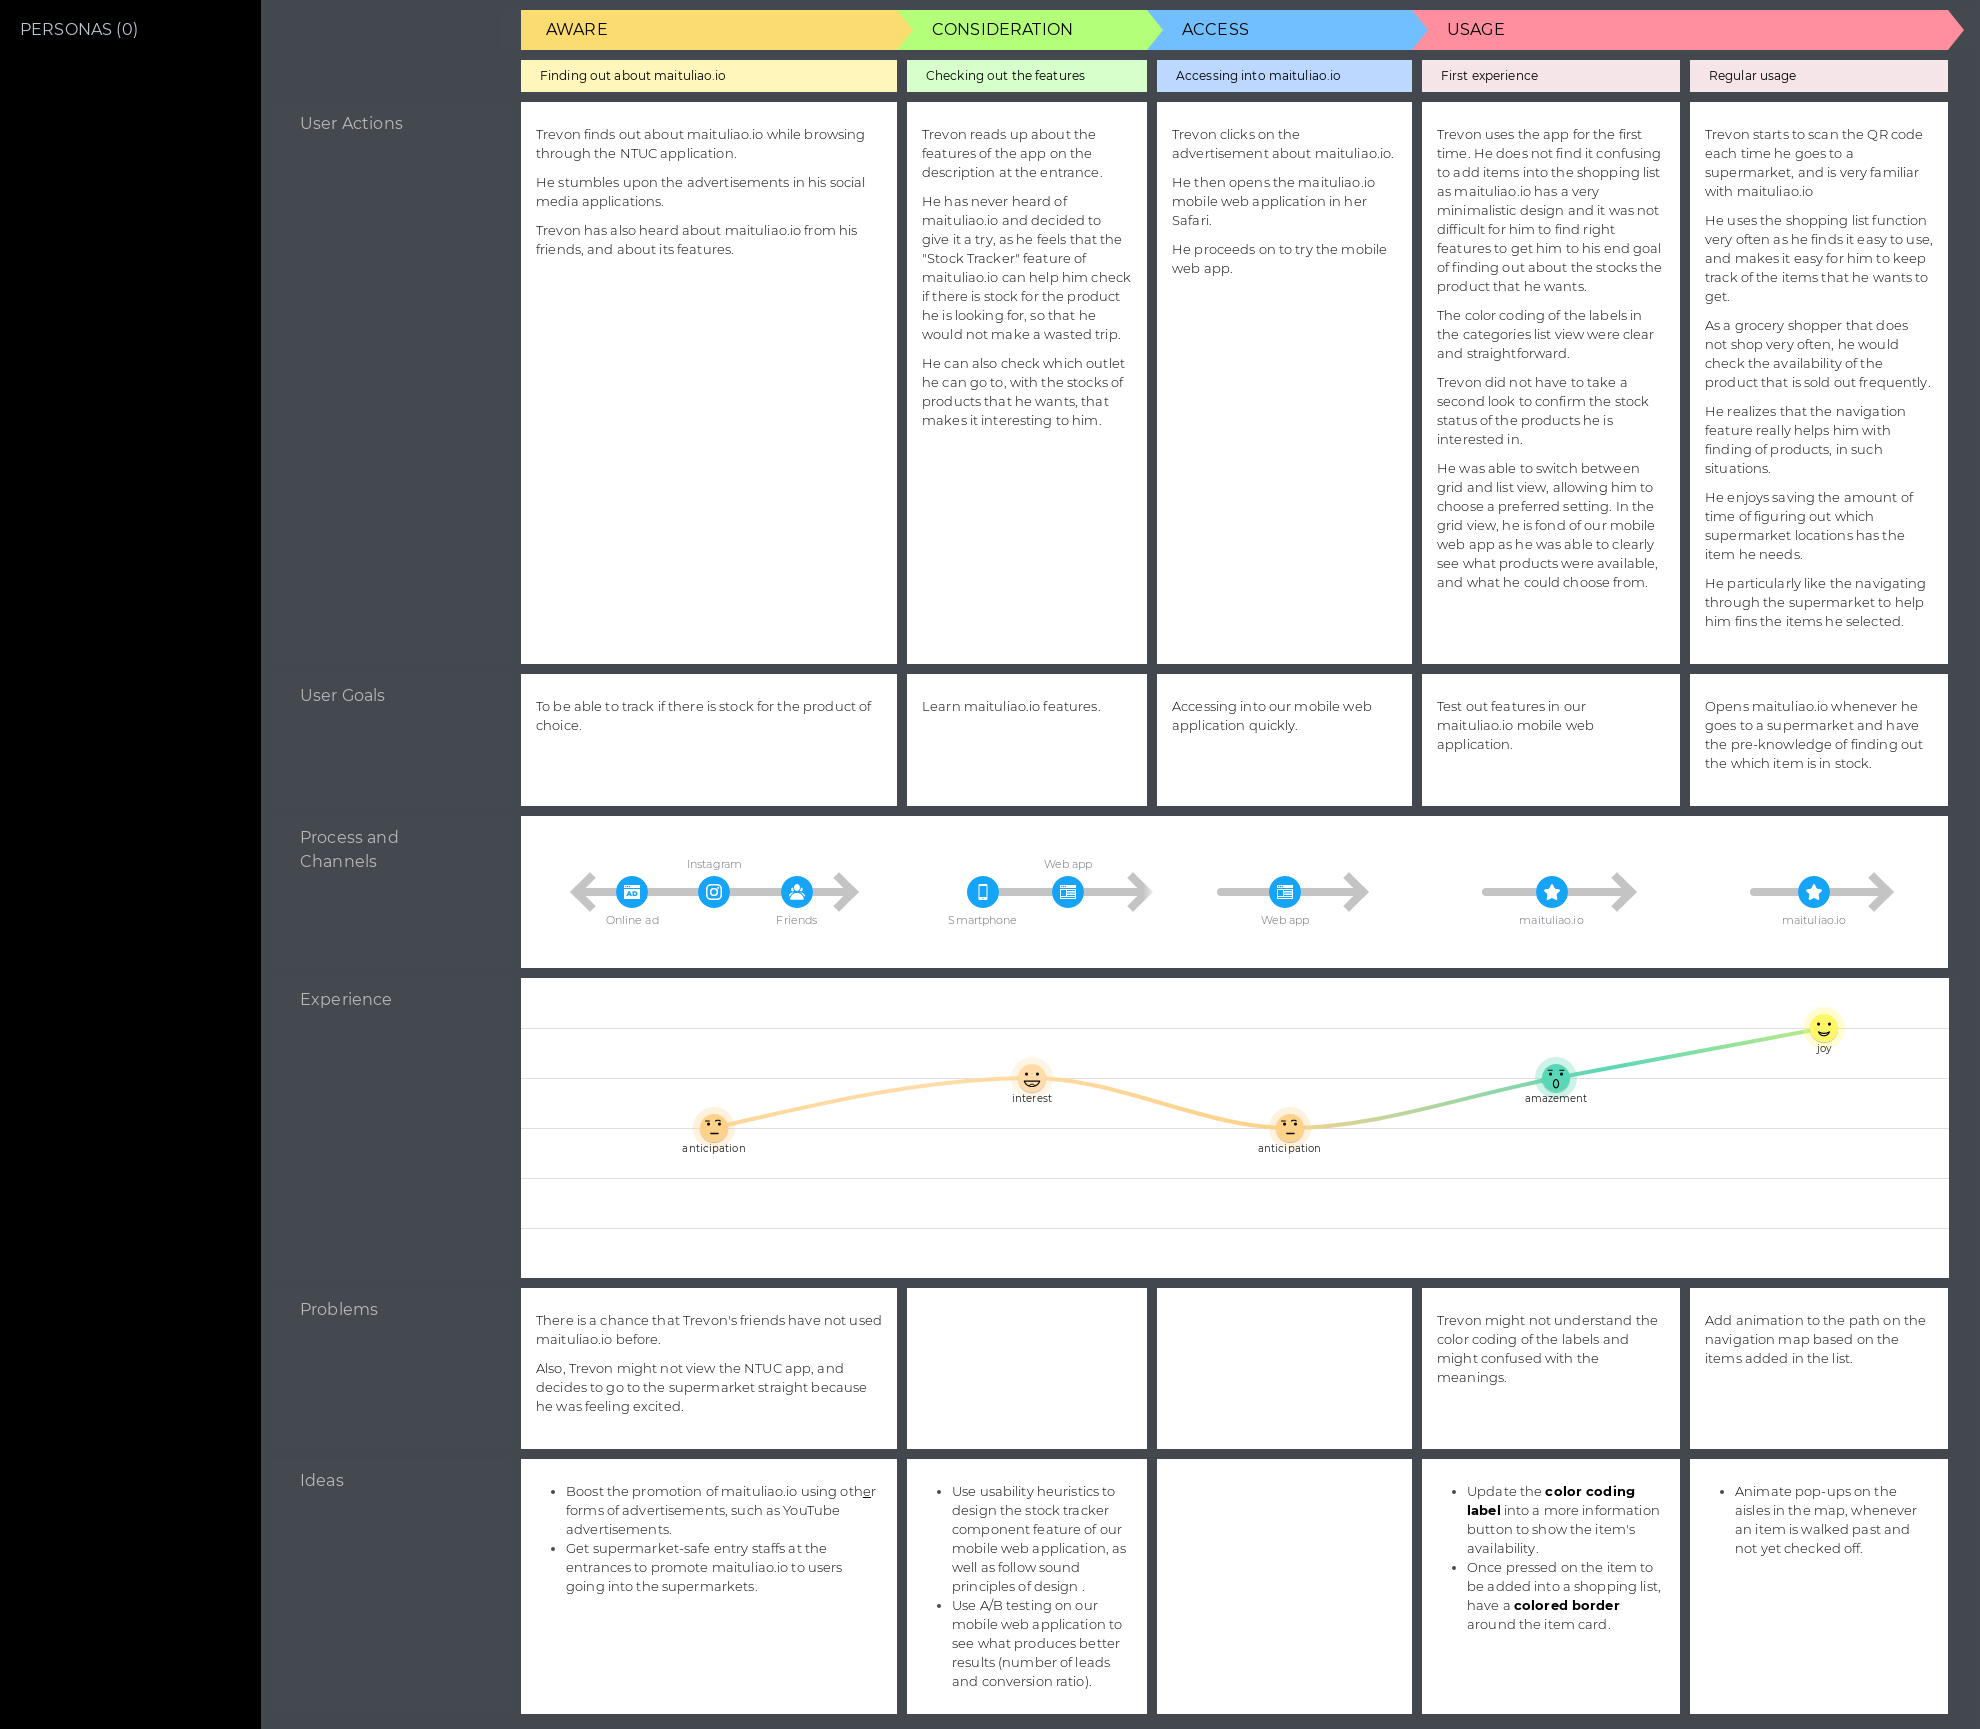 PERSONAS (0)
AWARE
CONSIDERATION
ACCESS
USAGE
Finding out about maituliao.io
Checking out the features
Accessing into maituliao.io
First experience
Regular usage
User Actions
Trevon finds out about maituliao.io while browsing
through the NTUC application.
He stumbles upon the advertisements in his social
media applications.
Trevon has also heard about maituliao.io from his
friends, and about its features.
Trevon reads up about the
features of the app on the
description at the entrance.
He has never heard of
maituliao.io and decided to
give it a try, as he feels that the
"Stock Tracker" feature of
maituliao.io can help him check
if there is stock for the product
he is looking for, so that he
would not make a wasted trip.
He can also check which outlet
he can go to, with the stocks of
products that he wants, that
makes it interesting to him.
Trevon clicks on the
advertisement about maituliao.io.
He then opens the maituliao.io
mobile web application in her
Safari.
He proceeds on to try the mobile
web app.
Trevon uses the app for the first
time. He does not find it confusing
to add items into the shopping list
as maituliao.io has a very
minimalistic design and it was not
difficult for him to find right
features to get him to his end goal
of finding out about the stocks the
product that he wants.
The color coding of the labels in
the categories list view were clear
and straightforward.
Trevon did not have to take a
second look to confirm the stock
status of the products he is
interested in.
He was able to switch between
grid and list view, allowing him to
choose a preferred setting. In the
grid view, he is fond of our mobile
web app as he was able to clearly
see what products were available,
and what he could choose from.
Trevon starts to scan the QR code
each time he goes to a
supermarket, and is very familiar
with maituliao.io
He uses the shopping list function
very often as he finds it easy to use,
and makes it easy for him to keep
track of the items that he wants to
get.
As a grocery shopper that does
not shop very often, he would
check the availability of the
product that is sold out frequently.
He realizes that the navigation
feature really helps him with
finding of products, in such
situations.
He enjoys saving the amount of
time of figuring out which
supermarket locations has the
item he needs.
He particularly like the navigating
through the supermarket to help
him fins the items he selected.
User Goals
To be able to track if there is stock for the product of
choice.
Learn maituliao.io features.
Accessing into our mobile web
application quickly.
Test out features in our
maituliao.io mobile web
application.
Opens maituliao.io whenever he
goes to a supermarket and have
the pre-knowledge of finding out
the which item is in stock.
Process and
Channels
Instagram
AD
Online ad
Friends
Web app
Smartphone
Web app
maituliao.io
maituliao.io
Experience
anticipation
interest
anticipation
amazement
joy
Problems
There is a chance that Trevon's friends have not used
maituliao.io before.
Also, Trevon might not view the NTUC app, and
decides to go to the supermarket straight because
he was feeling excited.
Trevon might not understand the
color coding of the labels and
might confused with the
meanings.
Add animation to the path on the
navigation map based on the
items added in the list.
Ideas
• Boost the promotion of maituliao.io using other
forms of advertisements, such as YouTube
advertisements.
• Get supermarket-safe entry staffs at the
entrances to promote maituliao.io to users
going into the supermarkets.
• Use usability heuristics to
design the stock tracker
component feature of our
mobile web application, as
well as follow sound
principles of design .
• Use A/B testing on our
mobile web application to
see what produces better
results (number of leads
and conversion ratio).
• Update the color coding
label into a more information
button to show the item's
availability.
• Once pressed on the item to
be added into a shopping list,
have a colored border
around the item card.
• Animate pop-ups on the
aisles in the map, whenever
an item is walked past and
not yet checked off.